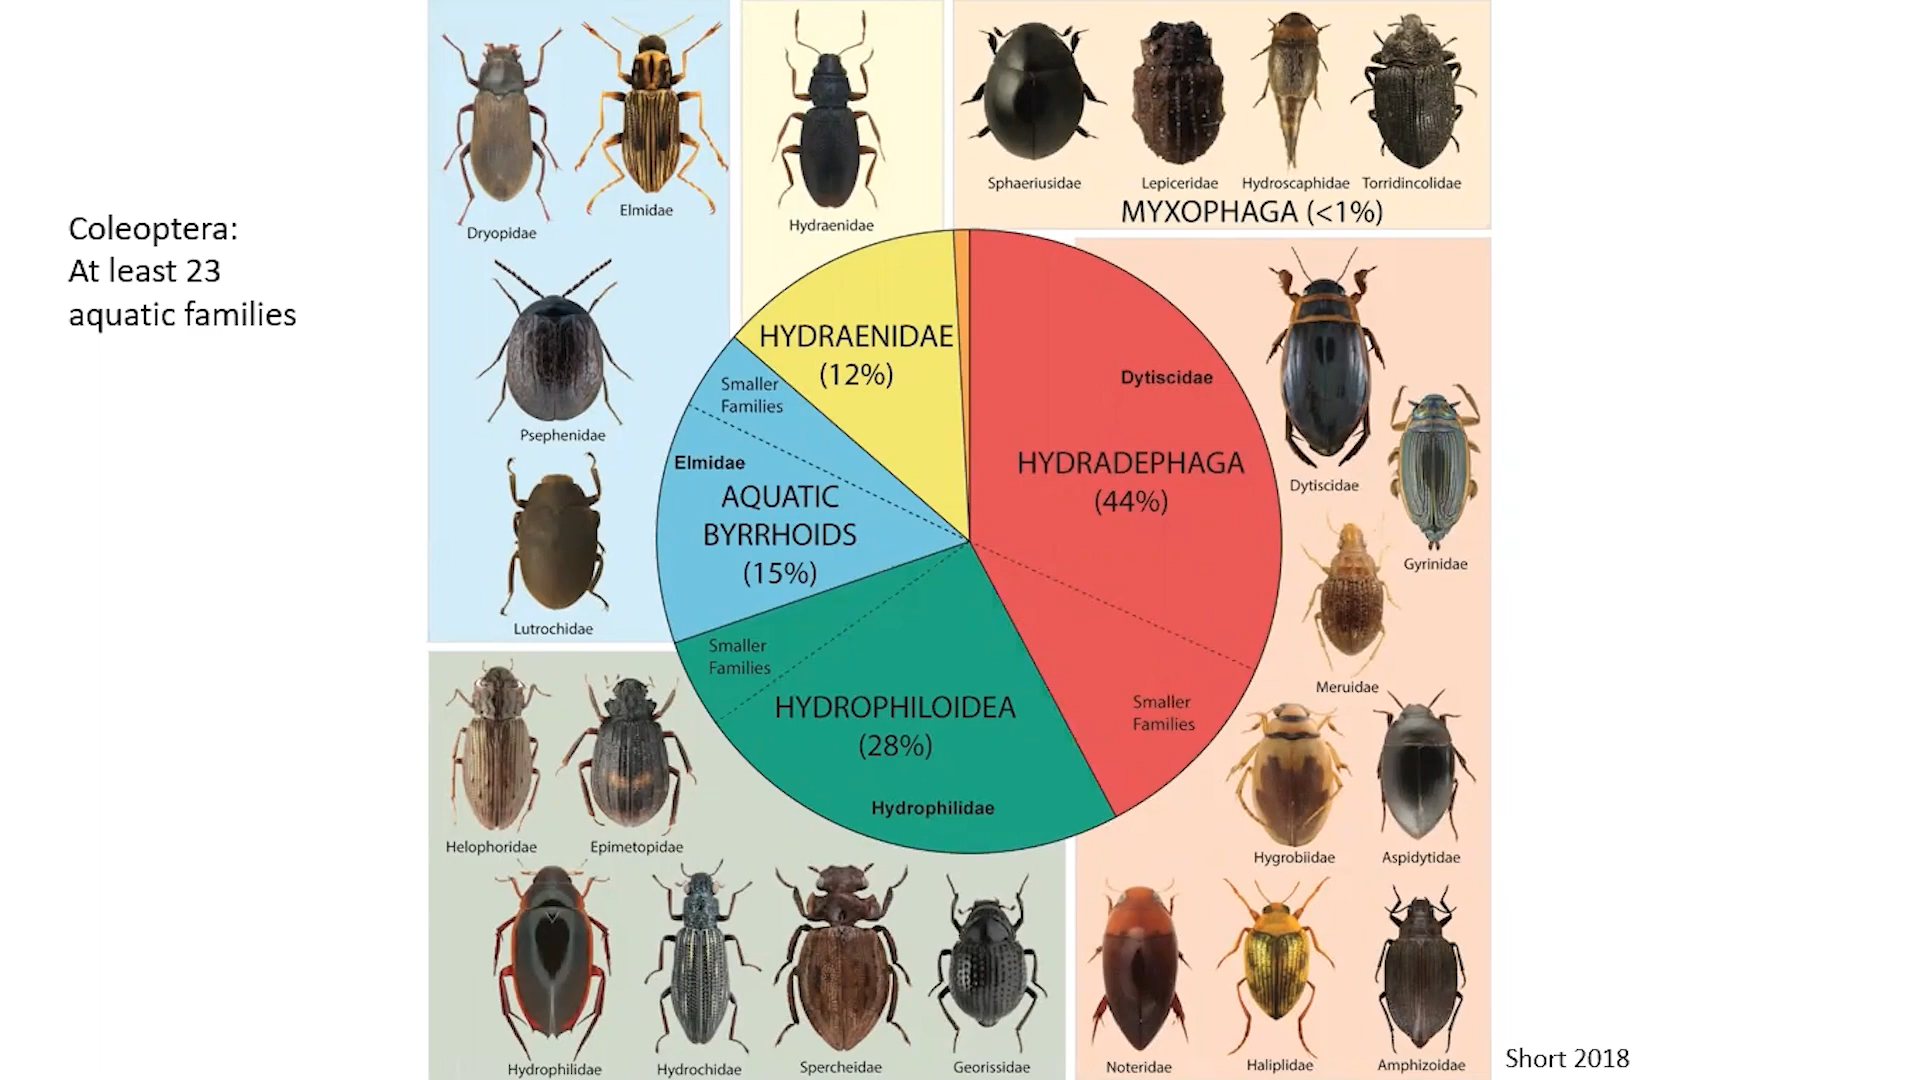 Coleoptera:
At least 23
aquatic families
Dryopidae
Elmidae
Psephenidae
Lutrochidae
Hydraenidae
Sphaeriusidae
Lepiceridae
Hydroscaphidae
Torridincolidae
MYXOPHAGA (<1%)
HYDRAENIDAE
(12%)
Smaller
Families
Elmidae
AQUATIC
BYRRHOIDS
(15%)
Dytiscidae
HYDRADEPHAGA
(44%)
Smaller
Families
Smaller
Families
HYDROPHILOIDEA
(28%)
Hydrophilidae
Dytiscidae
Gyrinidae
Meruidae
Hygrobiidae
Aspidytidae
Noteridae
Haliplidae
Amphizoidae
Helophoridae
Epimetopidae
Hydrophilidae
Hydrochidae
Spercheidae
Georissidae
Short 2018